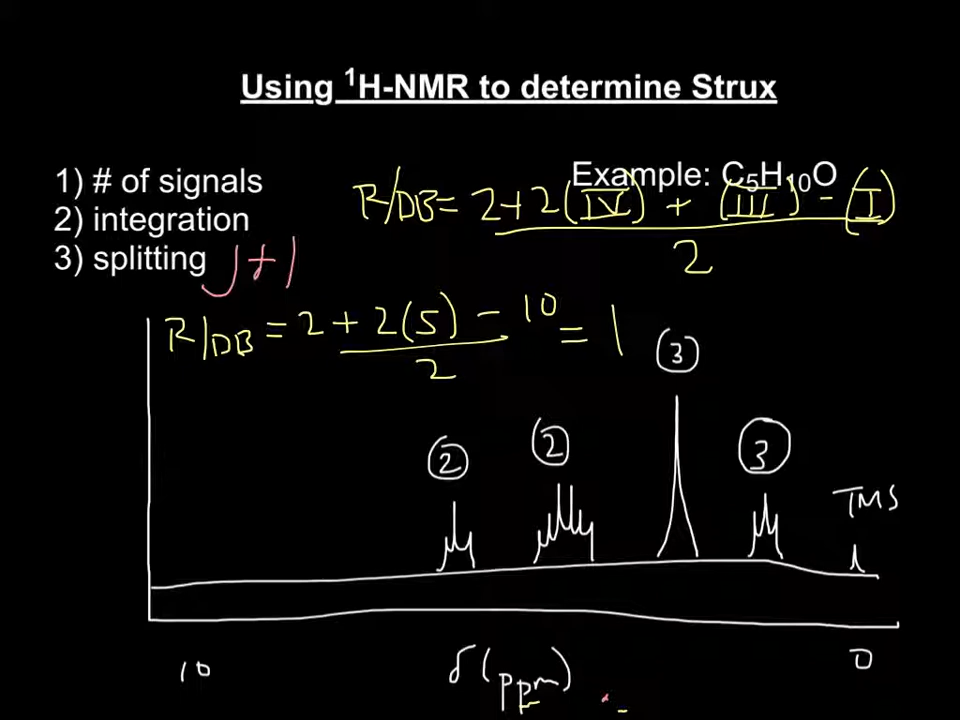 Using ¹H-NMR to determine Strux
1) # of signals
2) integration
3) splitting J+1
Example: C₅H₁₀O
R/DB = 2+2(IV) + (III) - (I)
2
R/DB = 2 + 2(5) - 10 = 1
2
(3)
(2) (2) (3)
TMS
10 δ(ppm) 0